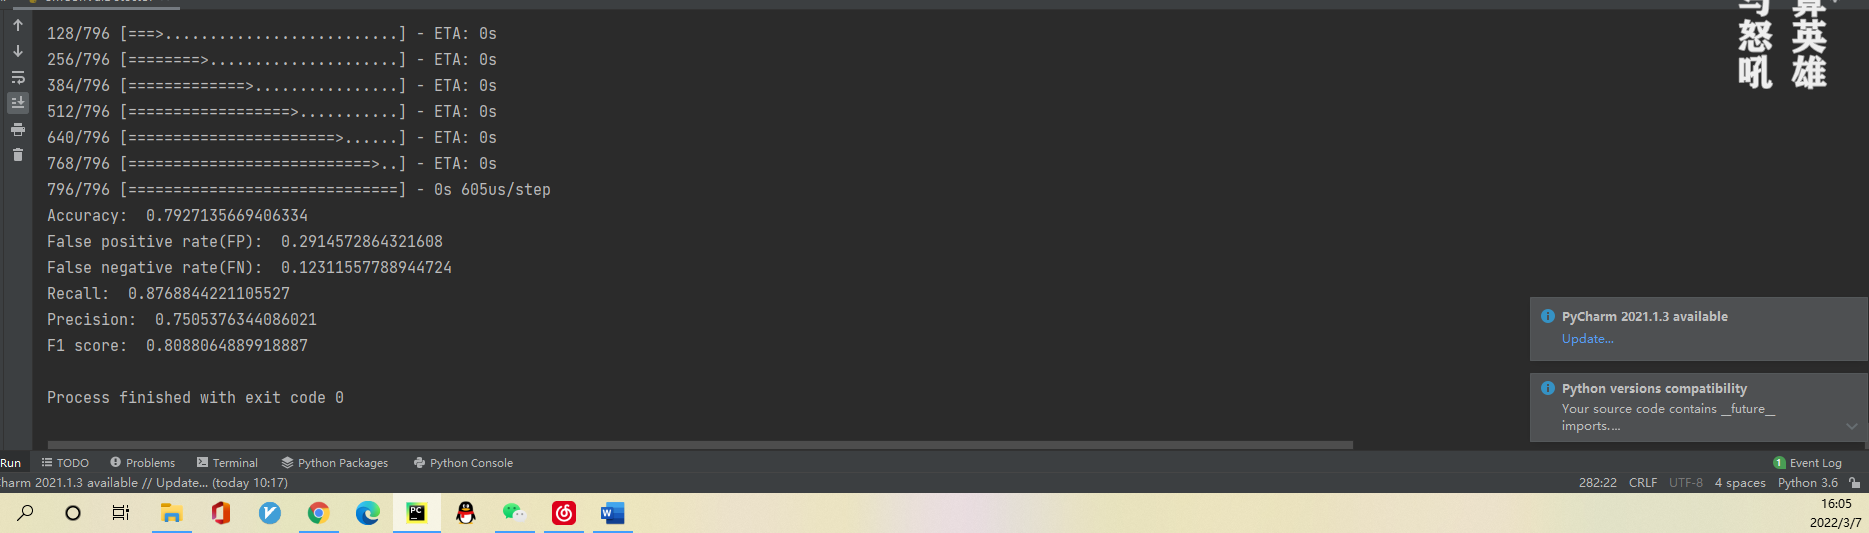 128/796 [===>..........................] - ETA: 0s
256/796 [========>.....................] - ETA: 0s
384/796 [=============>................] - ETA: 0s
512/796 [==================>...........] - ETA: 0s
640/796 [=======================>......] - ETA: 0s
768/796 [===========================>..] - ETA: 0s
796/796 [==============================] - 0s 605us/step
Accuracy:  0.7927135669406334
False positive rate(FP):  0.2914572864321608
False negative rate(FN):  0.12311557788944724
Recall:  0.8768844221105527
Precision:  0.7505376344086021
F1 score:  0.8088064889918887
Process finished with exit code 0
算英雄
怒吼
PyCharm 2021.1.3 available
Update...
Python versions compatibility
Your source code contains __future__
imports....
Run TODO Problems Terminal Python Packages Python Console 1 Event Log
Charm 2021.1.3 available // Update... (today 10:17) 282:22 CRLF UTF-8 4 spaces Python 3.6
PC
W
16:05
2022/3/7